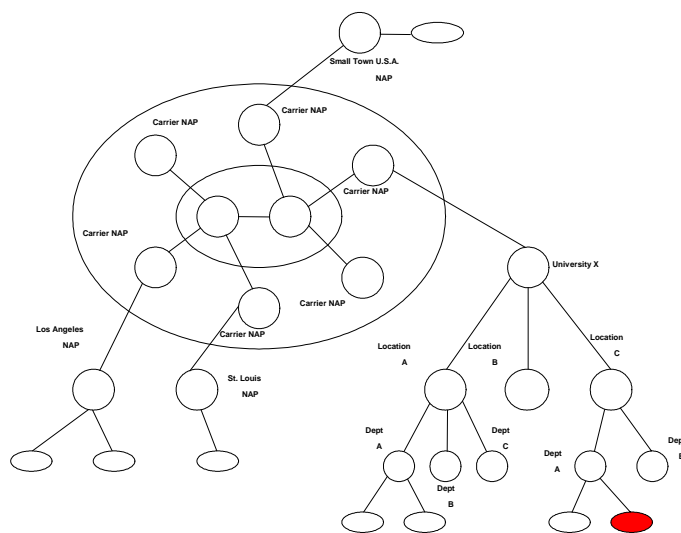 Small Town U.S.A.
NAP
Carrier NAP
Carrier NAP
Carrier NAP
Carrier NAP
Carrier NAP
Carrier NAP
University X
Los Angeles
NAP
St. Louis
NAP
Location
A
Location
B
Location
C
Dept
A
Dept
B
Dept
C
Dept
A